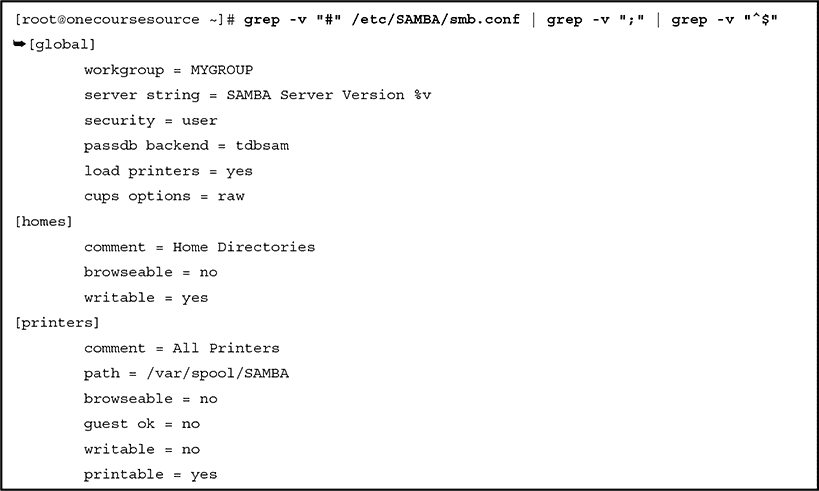 [root@onecoursesource ~]# grep -v "#" /etc/SAMBA/smb.conf | grep -v ";" | grep -v "^$"
➥[global]
workgroup = MYGROUP
server string = SAMBA Server Version %v
security = user
passdb backend = tdbsam
load printers = yes
cups options = raw
[homes]
comment = Home Directories
browseable = no
writable = yes
[printers]
comment = All Printers
path = /var/spool/SAMBA
browseable = no
guest ok = no
writable = no
printable = yes